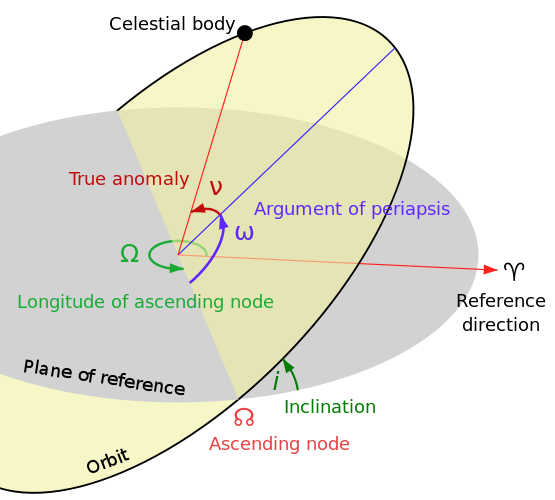 Celestial body
True anomaly
ν
Argument of periapsis
ω
Ω
♈
Reference
direction
Longitude of ascending node
Plane of reference
i
Inclination
☊
Ascending node
Orbit